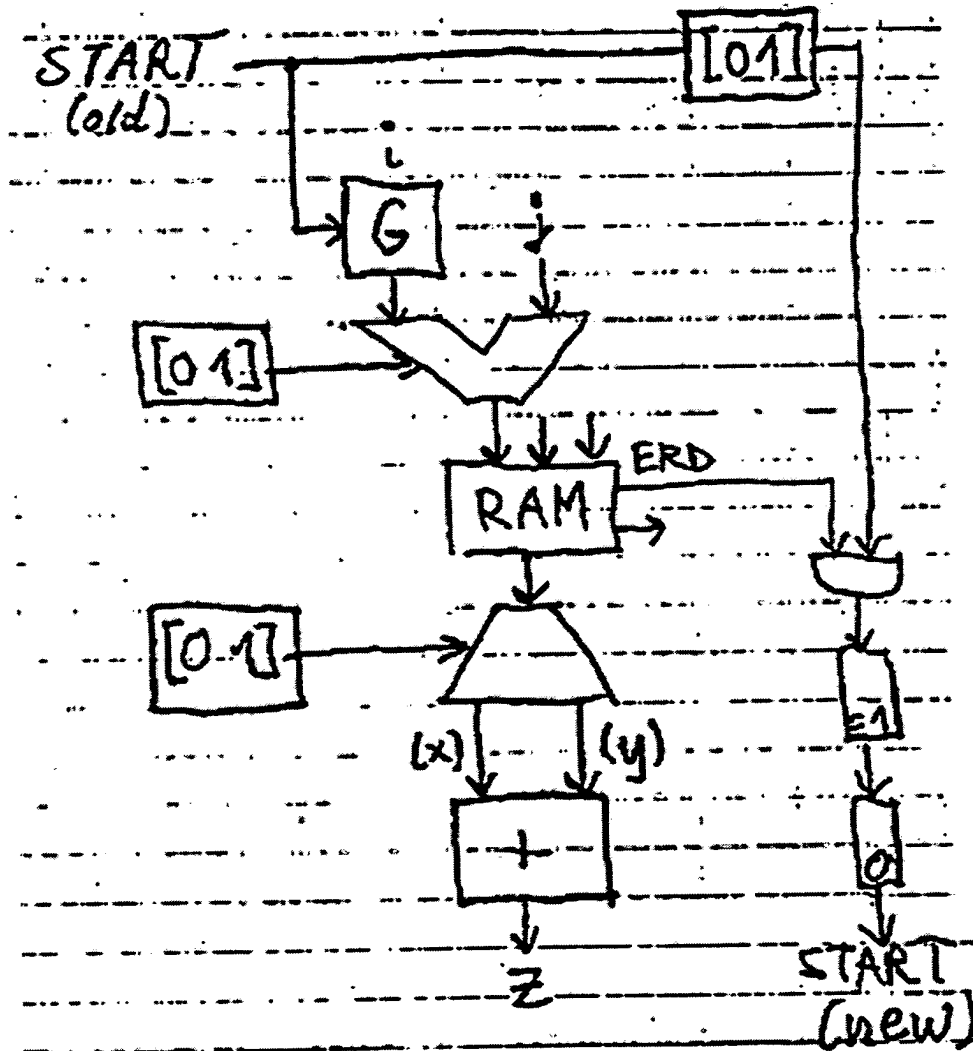 START
(old)
[01]
i
G
j
[01]
ERD
RAM
[01]
(x)
(y)
=1
+
0
Z
START
(new)